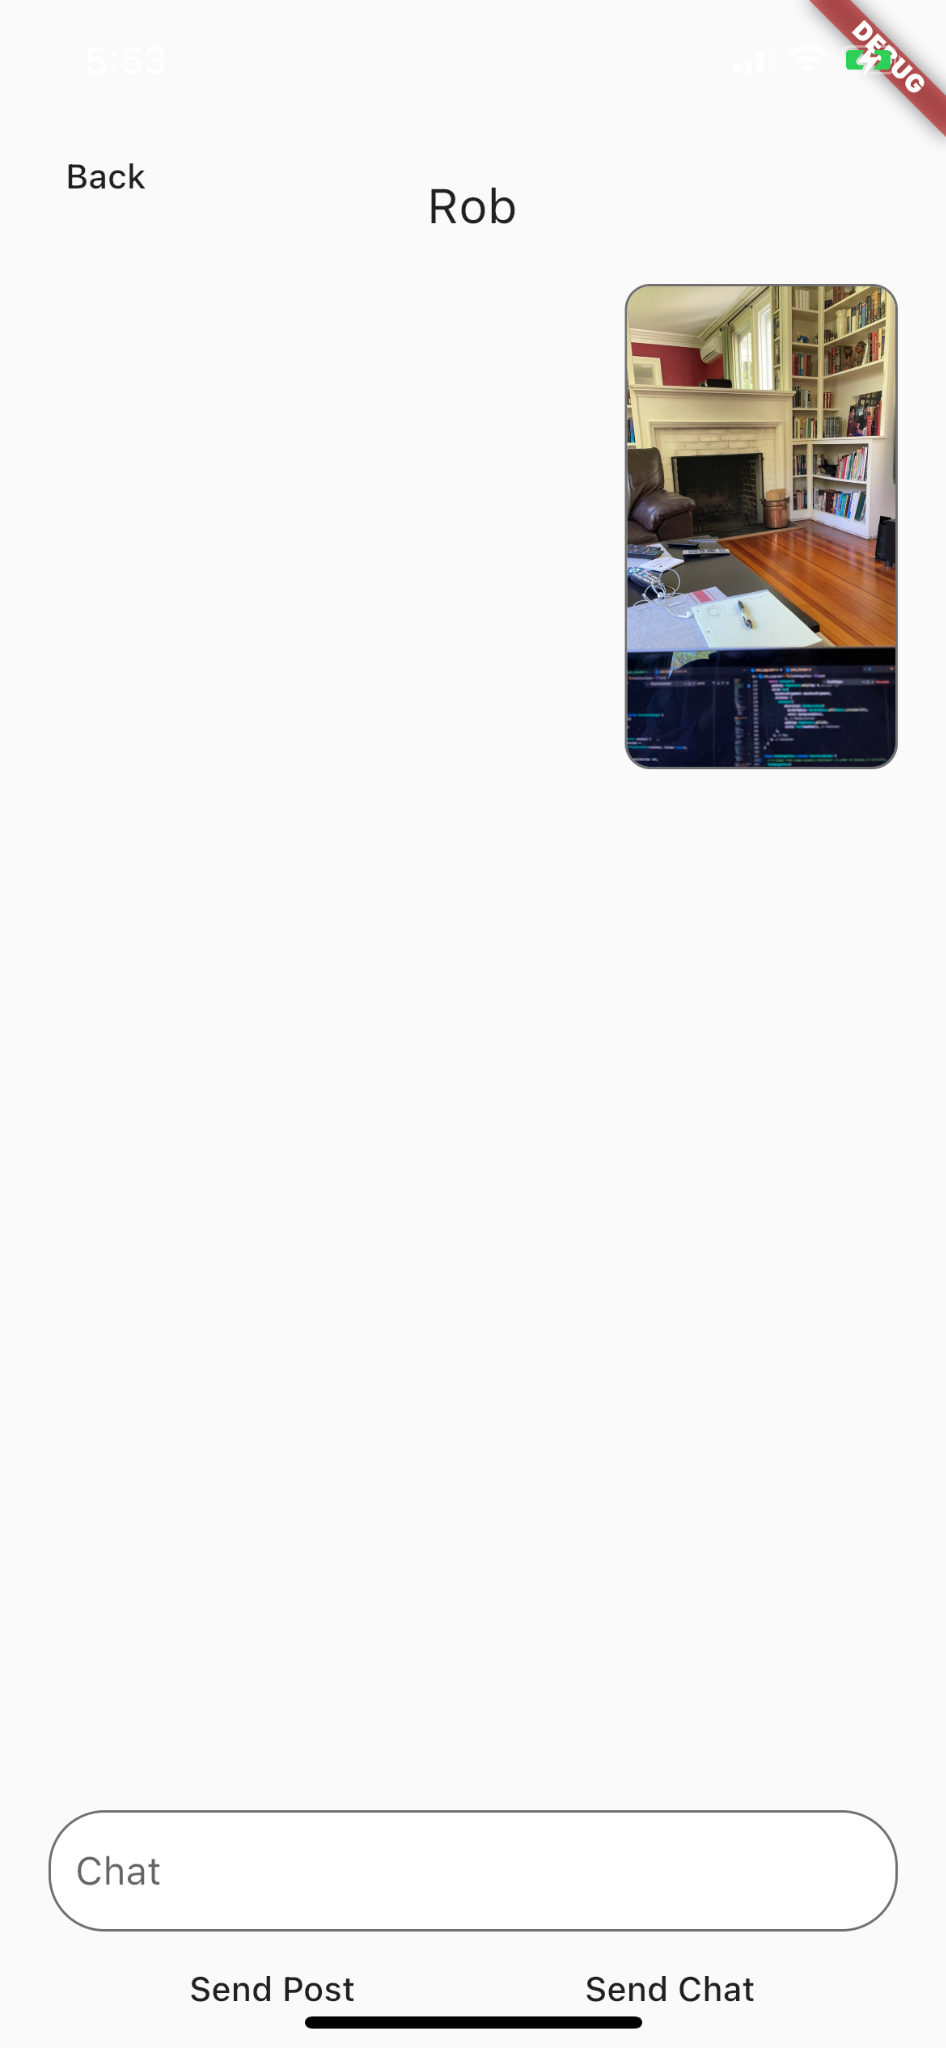 5:53
DEBUG
Back
Rob
Chat
Send Post
Send Chat